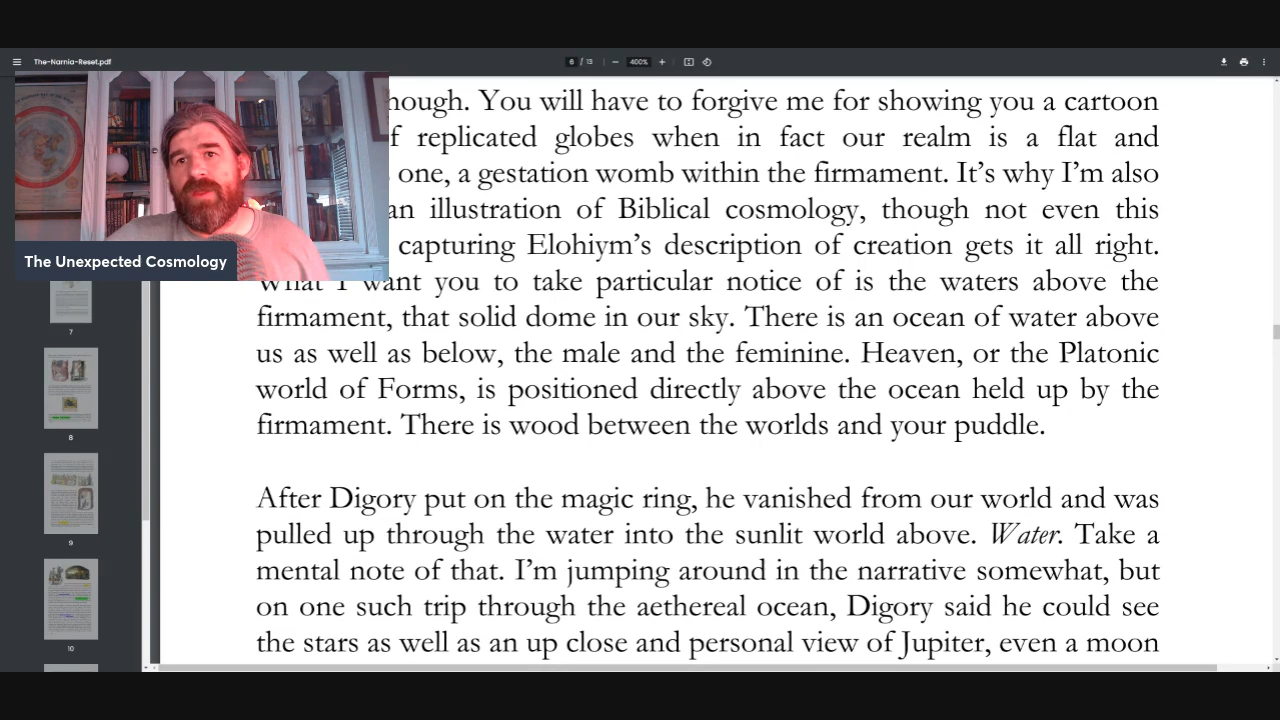 The-Narnia-Reset.pdf
6 / 13
400%
hough. You will have to forgive me for showing you a cartoon
f replicated globes when in fact our realm is a flat and
one, a gestation womb within the firmament. It's why I'm also
an illustration of Biblical cosmology, though not even this
capturing Elohiym's description of creation gets it all right.
The Unexpected Cosmology
What I want you to take particular notice of is the waters above the
firmament, that solid dome in our sky. There is an ocean of water above
us as well as below, the male and the feminine. Heaven, or the Platonic
world of Forms, is positioned directly above the ocean held up by the
firmament. There is wood between the worlds and your puddle.
After Digory put on the magic ring, he vanished from our world and was
pulled up through the water into the sunlit world above. Water. Take a
mental note of that. I'm jumping around in the narrative somewhat, but
on one such trip through the aethereal ocean, Digory said he could see
the stars as well as an up close and personal view of Jupiter, even a moon
7
8
9
10